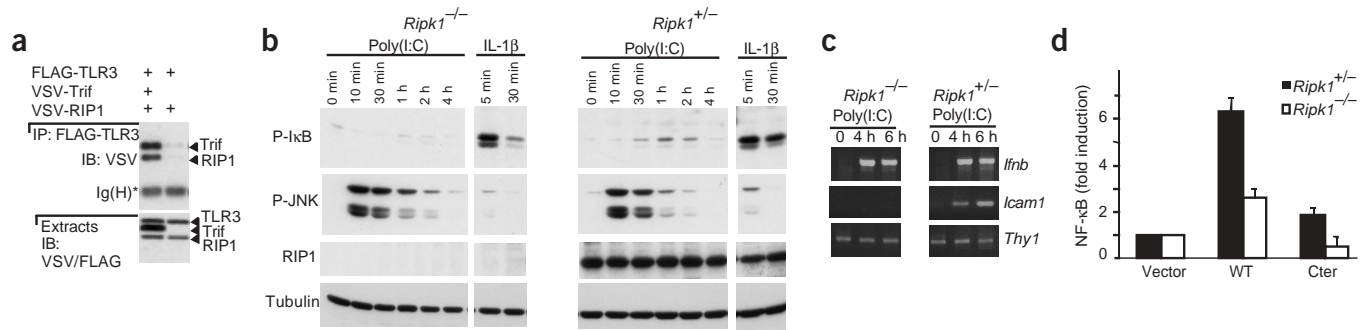 a
FLAG-TLR3 + +
VSV-Trif + -
VSV-RIP1 + +
IP: FLAG-TLR3
IB: VSV
Trif
RIP1
Ig(H)*
Extracts
IB:
VSV/FLAG
TLR3
Trif
RIP1
b
Ripk1–/–
Poly(I:C) IL-1β
0 min 10 min 30 min 1 h 2 h 4 h 5 min 30 min
Ripk1+/–
Poly(I:C) IL-1β
0 min 10 min 30 min 1 h 2 h 4 h 5 min 30 min
P-IκB
P-JNK
RIP1
Tubulin
c
Ripk1–/– Ripk1+/–
Poly(I:C) Poly(I:C)
0 4 h 6 h 0 4 h 6 h
Ifnb
Icam1
Thy1
d
NF-κB (fold induction)
6
4
2
0
Ripk1+/–
Ripk1–/–
Vector WT Cter